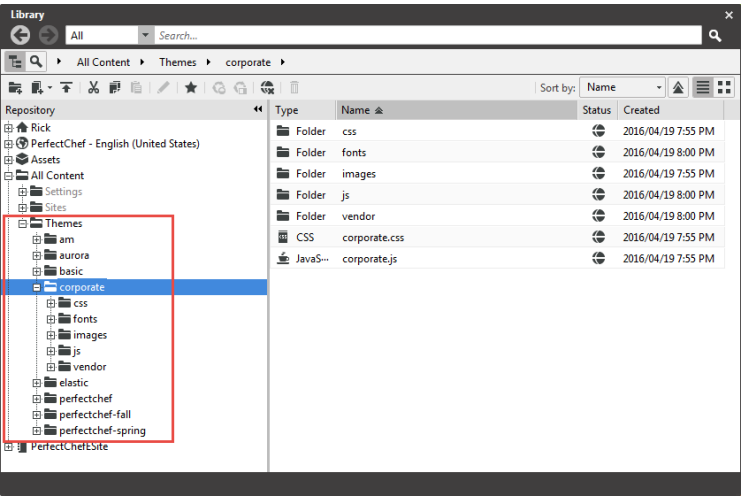 Library
All
Search...
All Content
Themes
corporate
Sort by:
Name
Repository
Rick
PerfectChef - English (United States)
Assets
All Content
Settings
Sites
Themes
am
aurora
basic
corporate
css
fonts
images
js
vendor
elastic
perfectchef
perfectchef-fall
perfectchef-spring
PerfectChefESite
Type Name Status Created
Folder css 2016/04/19 7:55 PM
Folder fonts 2016/04/19 8:00 PM
Folder images 2016/04/19 7:55 PM
Folder js 2016/04/19 8:00 PM
Folder vendor 2016/04/19 8:00 PM
CSS corporate.css 2016/04/19 7:55 PM
JavaS··· corporate.js 2016/04/19 7:55 PM